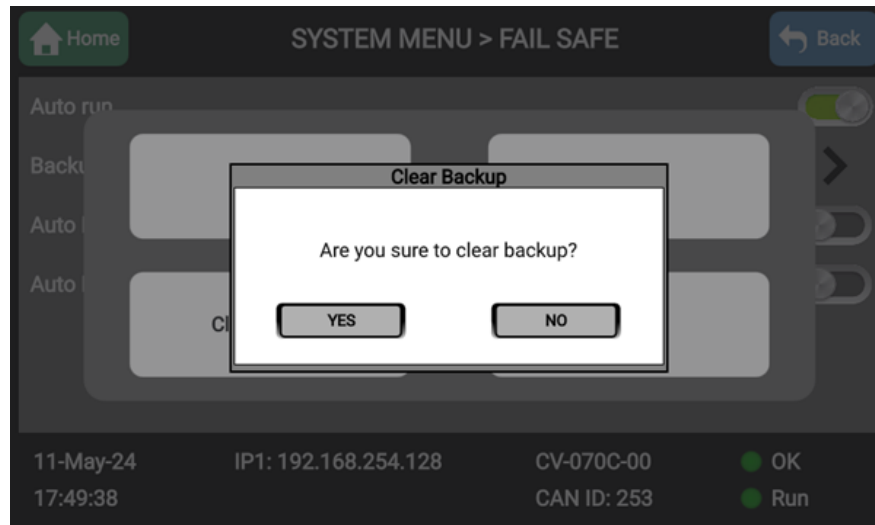 Home
SYSTEM MENU > FAIL SAFE
Back
Auto run
Clear Backup
Are you sure to clear backup?
YES
NO
11-May-24
IP1: 192.168.254.128
CV-070C-00
OK
17:49:38
CAN ID: 253
Run